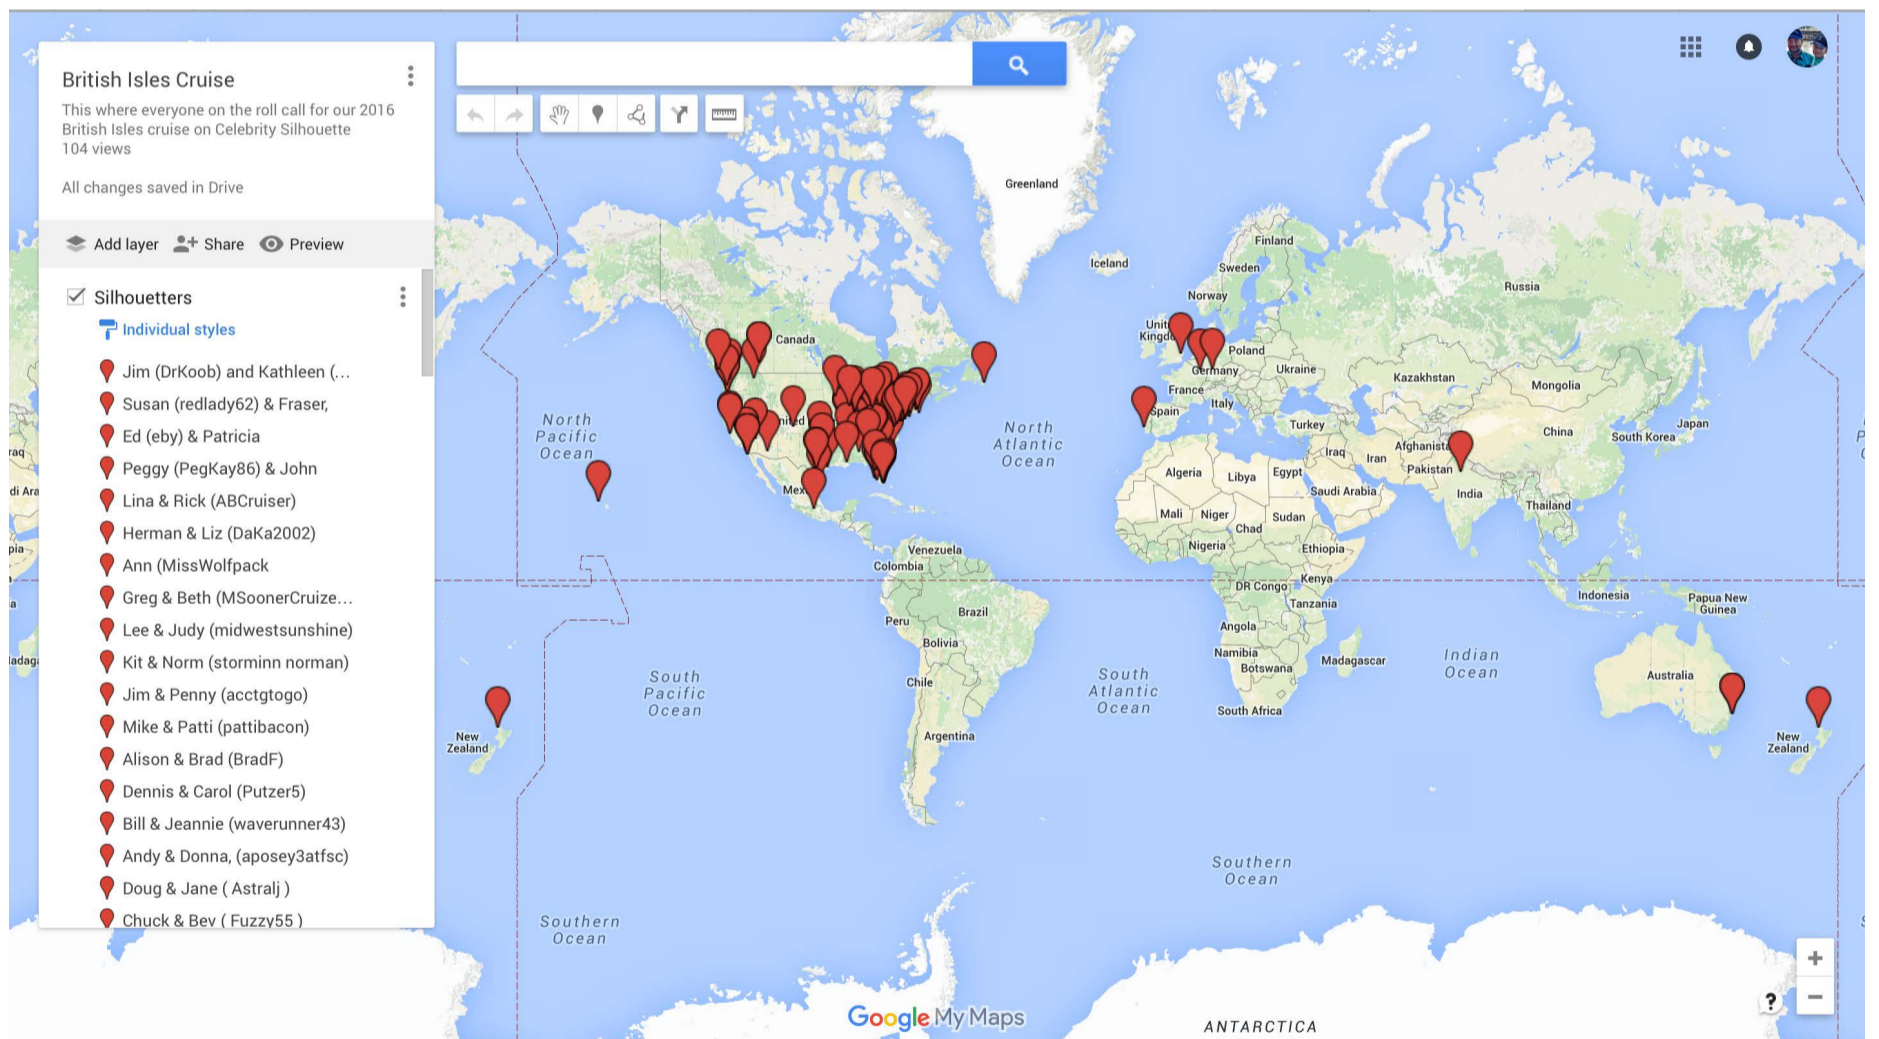 British Isles Cruise
This where everyone on the roll call for our 2016
British Isles cruise on Celebrity Silhouette
104 views
All changes saved in Drive
Add layer
Share
Preview
Silhouetters
Individual styles
Jim (DrKoob) and Kathleen (...
Susan (redlady62) & Fraser,
Ed (eby) & Patricia
Peggy (PegKay86) & John
Lina & Rick (ABCruiser)
Herman & Liz (DaKa2002)
Ann (MissWolfpack
Greg & Beth (MSoonerCruize...
Lee & Judy (midwestsunshine)
Kit & Norm (storminn norman)
Jim & Penny (acctgtogo)
Mike & Patti (pattibacon)
Alison & Brad (BradF)
Dennis & Carol (Putzer5)
Bill & Jeannie (waverunner43)
Andy & Donna, (aposey3atfsc)
Doug & Jane ( Astralj )
Chuck & Bev ( Fuzzy55 )
Greenland
Iceland
Finland
Sweden
Norway
Russia
Canada
Poland
Germany
Ukraine
France
Italy
Spain
Turkey
Kazakhstan
Mongolia
China
Japan
South Korea
Iraq
Iran
Pakistan
India
Thailand
Algeria
Libya
Egypt
Saudi Arabia
Mali
Niger
Chad
Sudan
Nigeria
Ethiopia
DR Congo
Kenya
Tanzania
Angola
Namibia
Botswana
Madagascar
South Africa
North
Pacific
Ocean
North
Atlantic
Ocean
Venezuela
Colombia
Brazil
Peru
Bolivia
Chile
Argentina
South
Pacific
Ocean
South
Atlantic
Ocean
Indian
Ocean
Indonesia
Papua New
Guinea
Australia
New
Zealand
New
Zealand
Southern
Ocean
Southern
Ocean
ANTARCTICA
Google My Maps
?